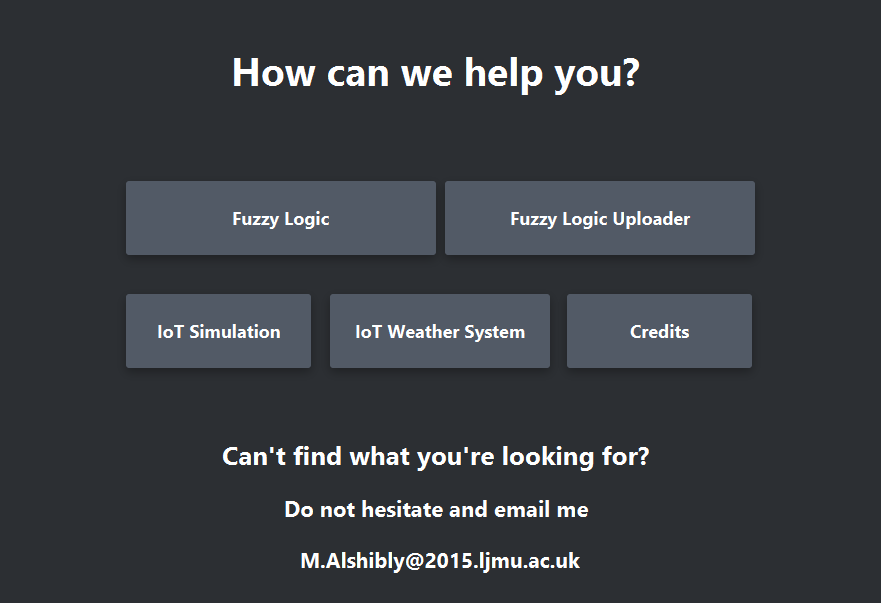 How can we help you?
Fuzzy Logic
Fuzzy Logic Uploader
IoT Simulation
IoT Weather System
Credits
Can't find what you're looking for?
Do not hesitate and email me
M.Alshibly@2015.ljmu.ac.uk